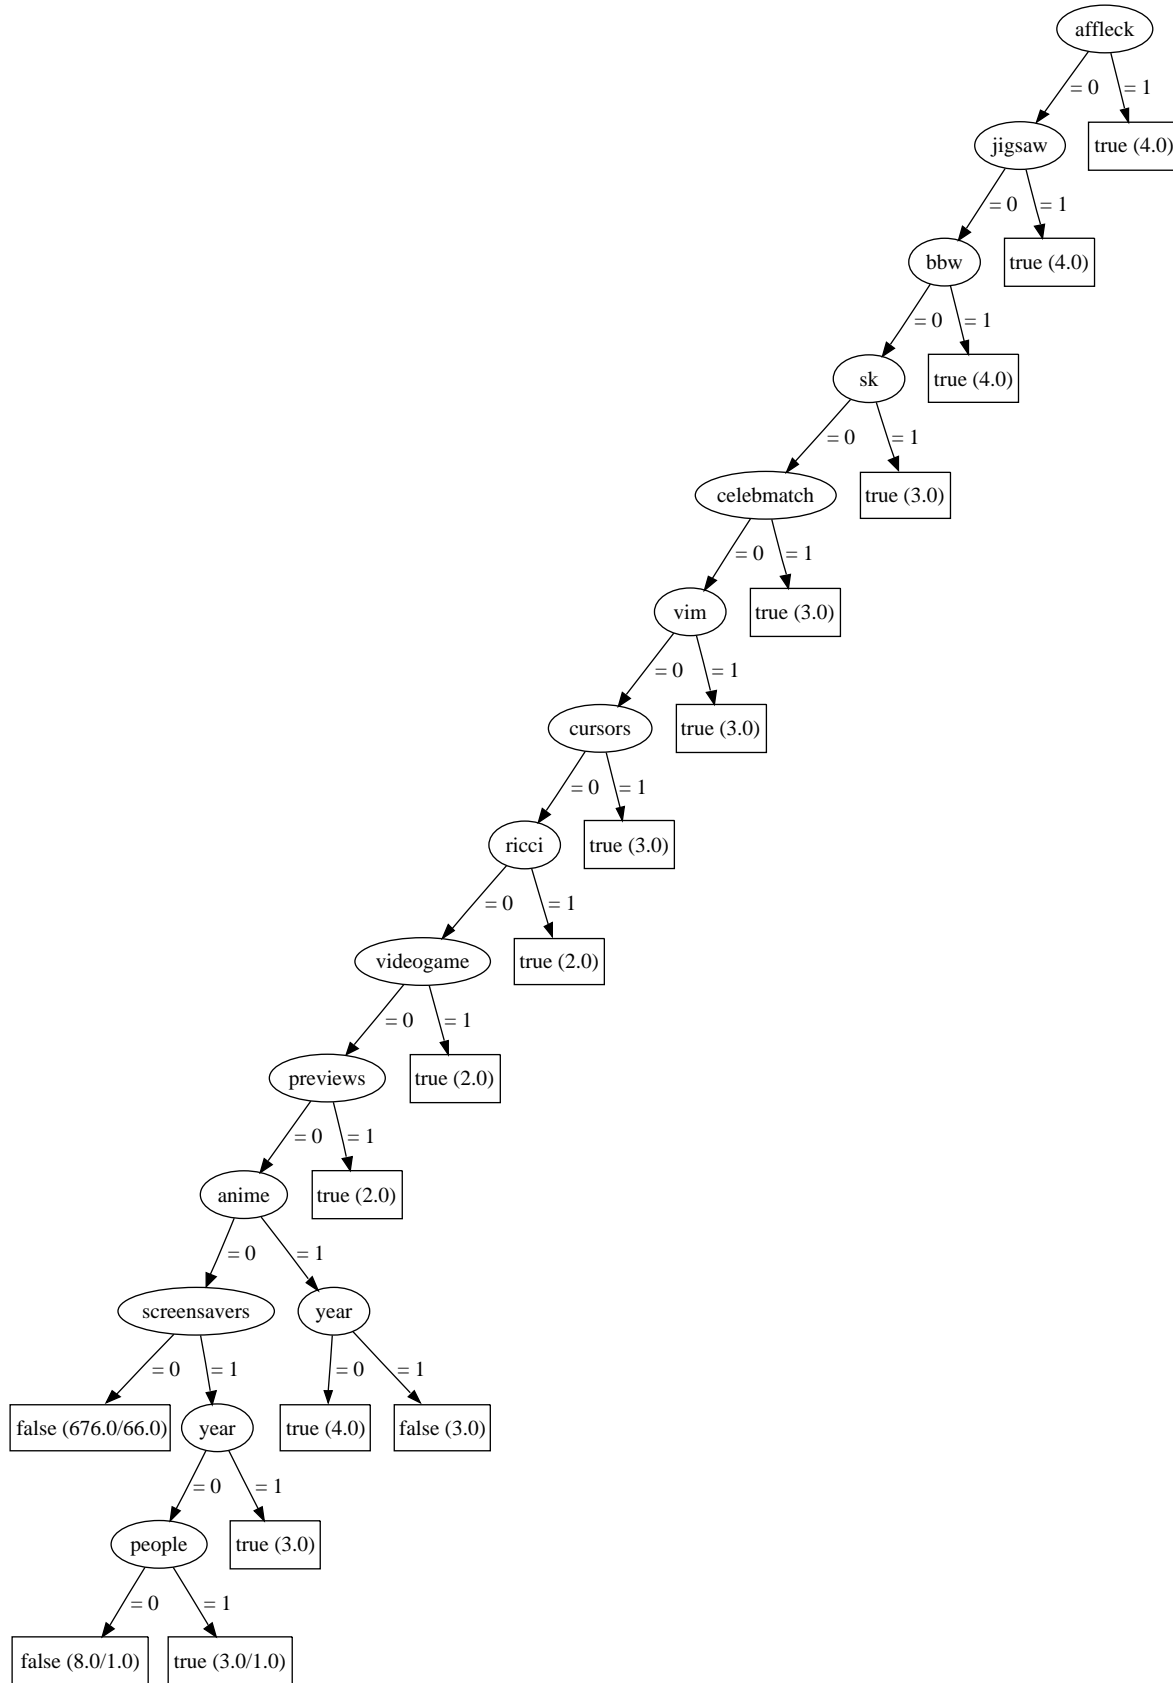 affleck
= 0
= 1
jigsaw
true (4.0)
= 0
= 1
bbw
true (4.0)
= 0
= 1
sk
true (4.0)
= 0
= 1
celebmatch
true (3.0)
= 0
= 1
vim
true (3.0)
= 0
= 1
cursors
true (3.0)
= 0
= 1
ricci
true (3.0)
= 0
= 1
videogame
true (2.0)
= 0
= 1
previews
true (2.0)
= 0
= 1
anime
true (2.0)
= 0
= 1
screensavers
year
= 0
= 1
= 0
= 1
false (676.0/66.0)
year
true (4.0)
false (3.0)
= 0
= 1
people
true (3.0)
= 0
= 1
false (8.0/1.0)
true (3.0/1.0)